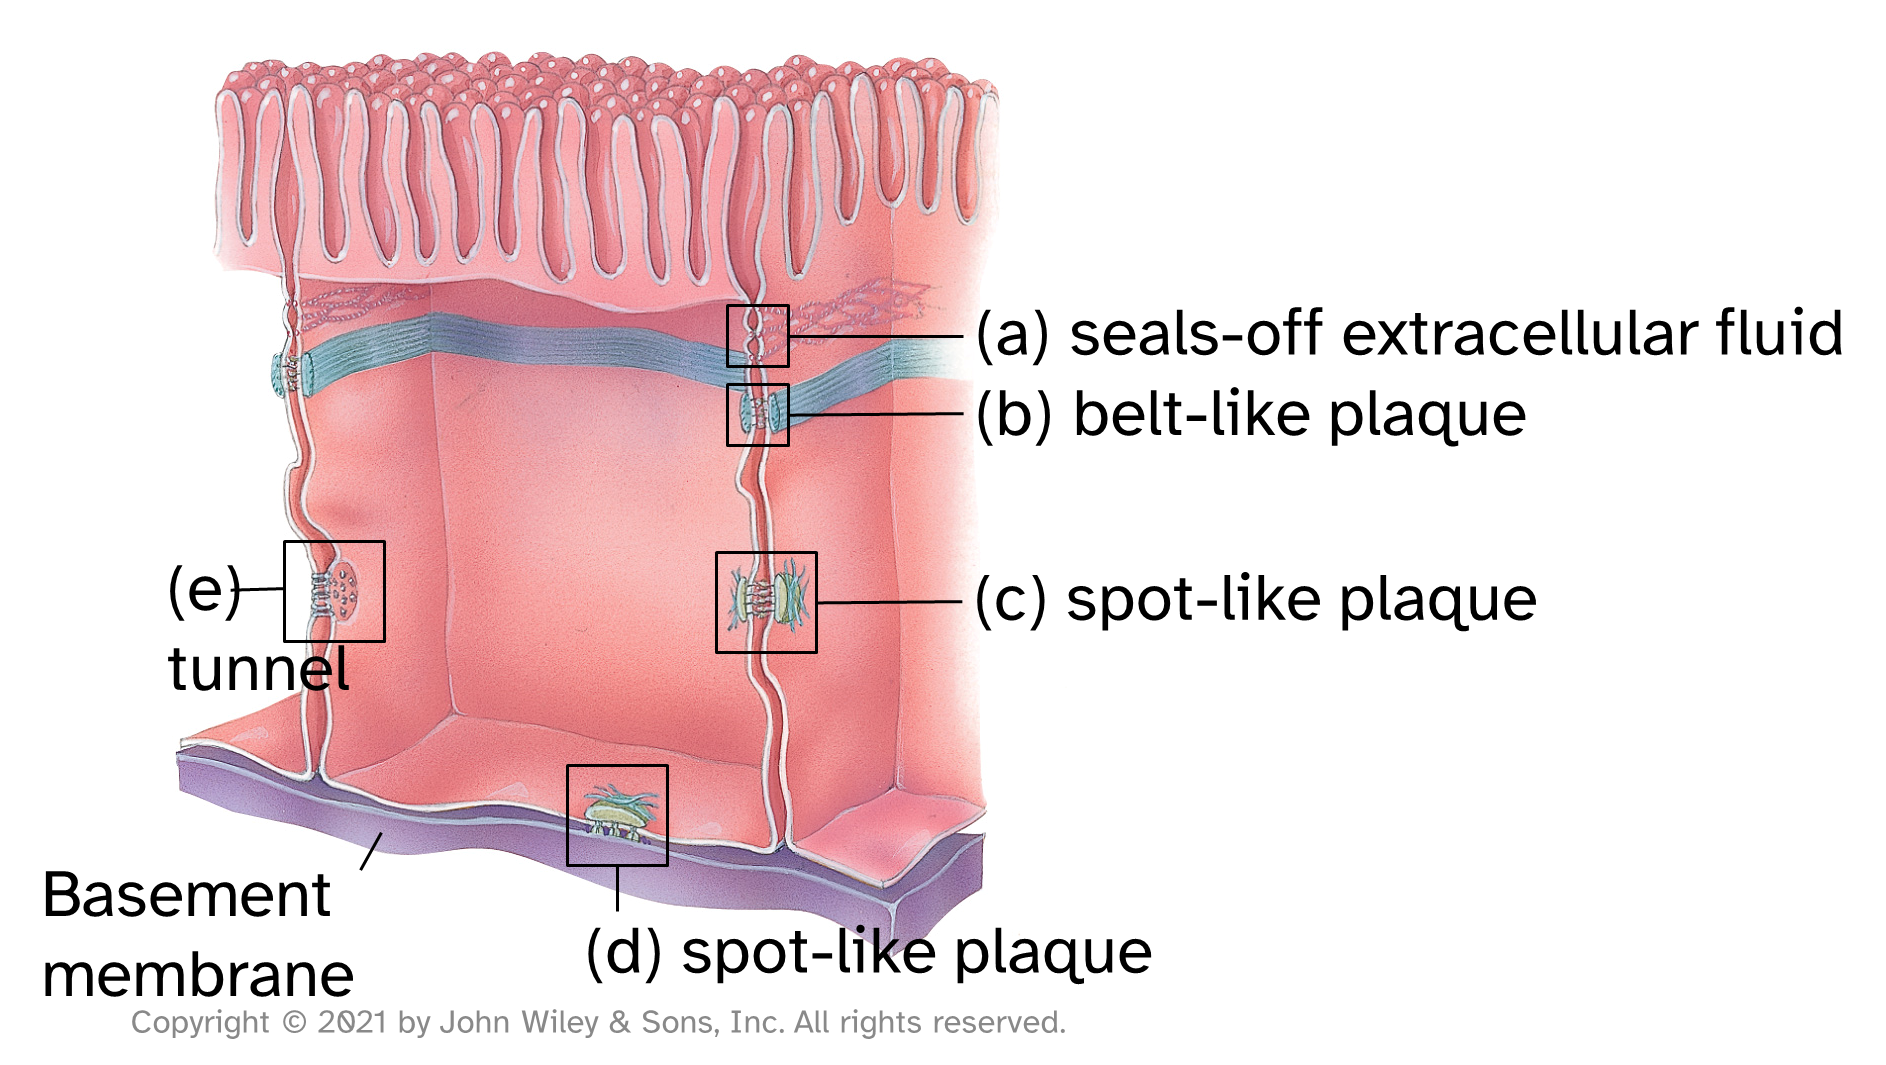 (a) seals-off extracellular fluid
(b) belt-like plaque
(e)
tunnel
(c) spot-like plaque
Basement
membrane
(d) spot-like plaque
Copyright © 2021 by John Wiley & Sons, Inc. All rights reserved.